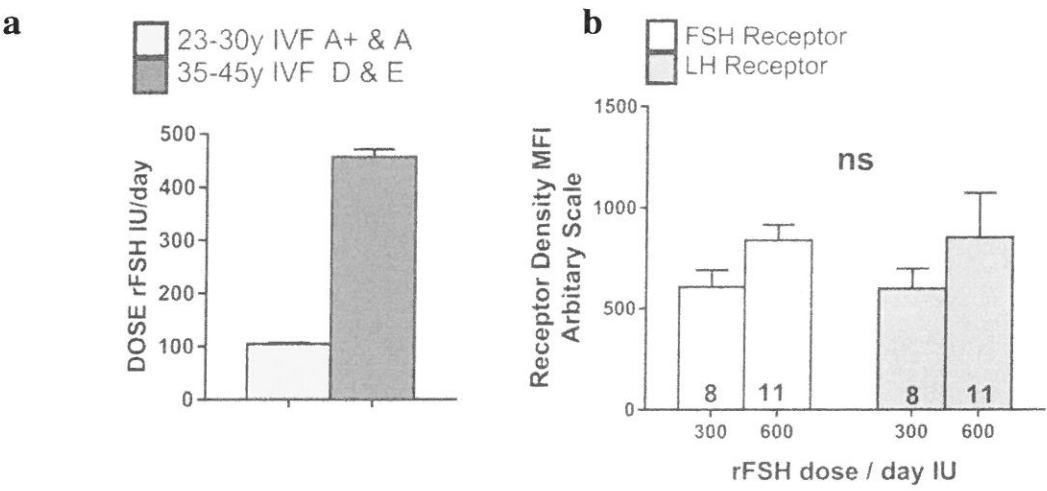 a
23-30y IVF A+ & A
35-45y IVF D & E
DOSE rFSH IU/day
500
400
300
200
100
0
b
FSH Receptor
LH Receptor
Receptor Density MFI
Arbitary Scale
1500
1000
500
0
ns
8
11
8
11
300
600
300
600
rFSH dose / day IU